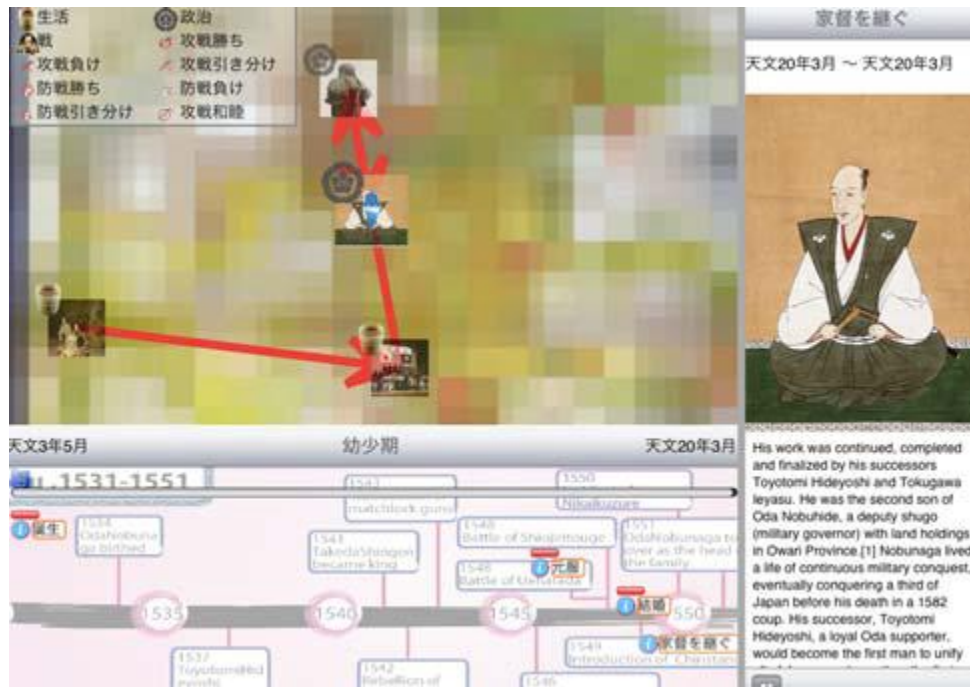 生活
政治
戦
攻戦勝ち
攻戦負け
攻戦引き分け
防戦勝ち
防戦負け
防戦引き分け
攻戦和睦
天文3年5月
幼少期
天文20年3月
.1531-1551
誕生
1534
OdaNobuna
ga birthed
1543
matchlock guns
1550
Nikaikuzure
1541
TakedaShingen
became king
1548
Battle of
1548
Battle of
元服
1551
OdaNobunaga
over as the head
the family
1535
1540
1545
結婚
550
1537
家督を継ぐ
1549
Introduction of Christian
1542
Rebellion of
1546
家督を継ぐ
天文20年3月 ～ 天文20年3月
His work was continued, completed
and finalized by his successors
Toyotomi Hideyoshi and Tokugawa
Ieyasu. He was the second son of
Oda Nobuhide, a deputy shugo
(military governor) with land holdings
in Owari Province.[1] Nobunaga lived
a life of continuous military conquest,
eventually conquering a third of
Japan before his death in a 1582
coup. His successor, Toyotomi
Hideyoshi, a loyal Oda supporter,
would become the first man to unify